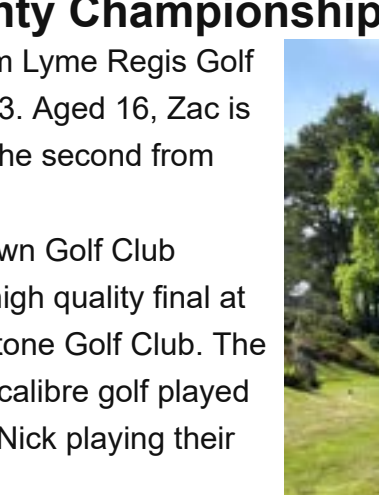 nty Championship
m Lyme Regis Golf
3. Aged 16, Zac is
he second from
wn Golf Club
igh quality final at
tone Golf Club. The
calibre golf played
Nick playing their